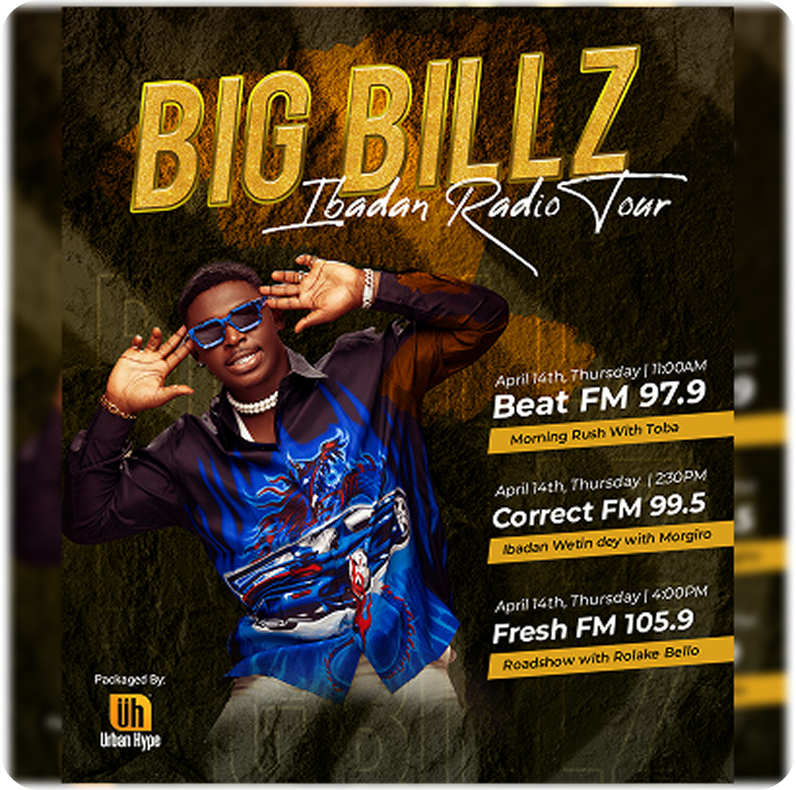 BIG BILLZ
Ibadan Radio Tour
April 14th, Thursday | 11:00AM
Beat FM 97.9
Morning Rush With Toba
April 14th, Thursday | 2:30PM
Correct FM 99.5
Ibadan Wetin dey with Morgiro
April 14th, Thursday | 4:00PM
Fresh FM 105.9
Roadshow with Rolake Bello
Packaged By:
Üh
Urban Hype